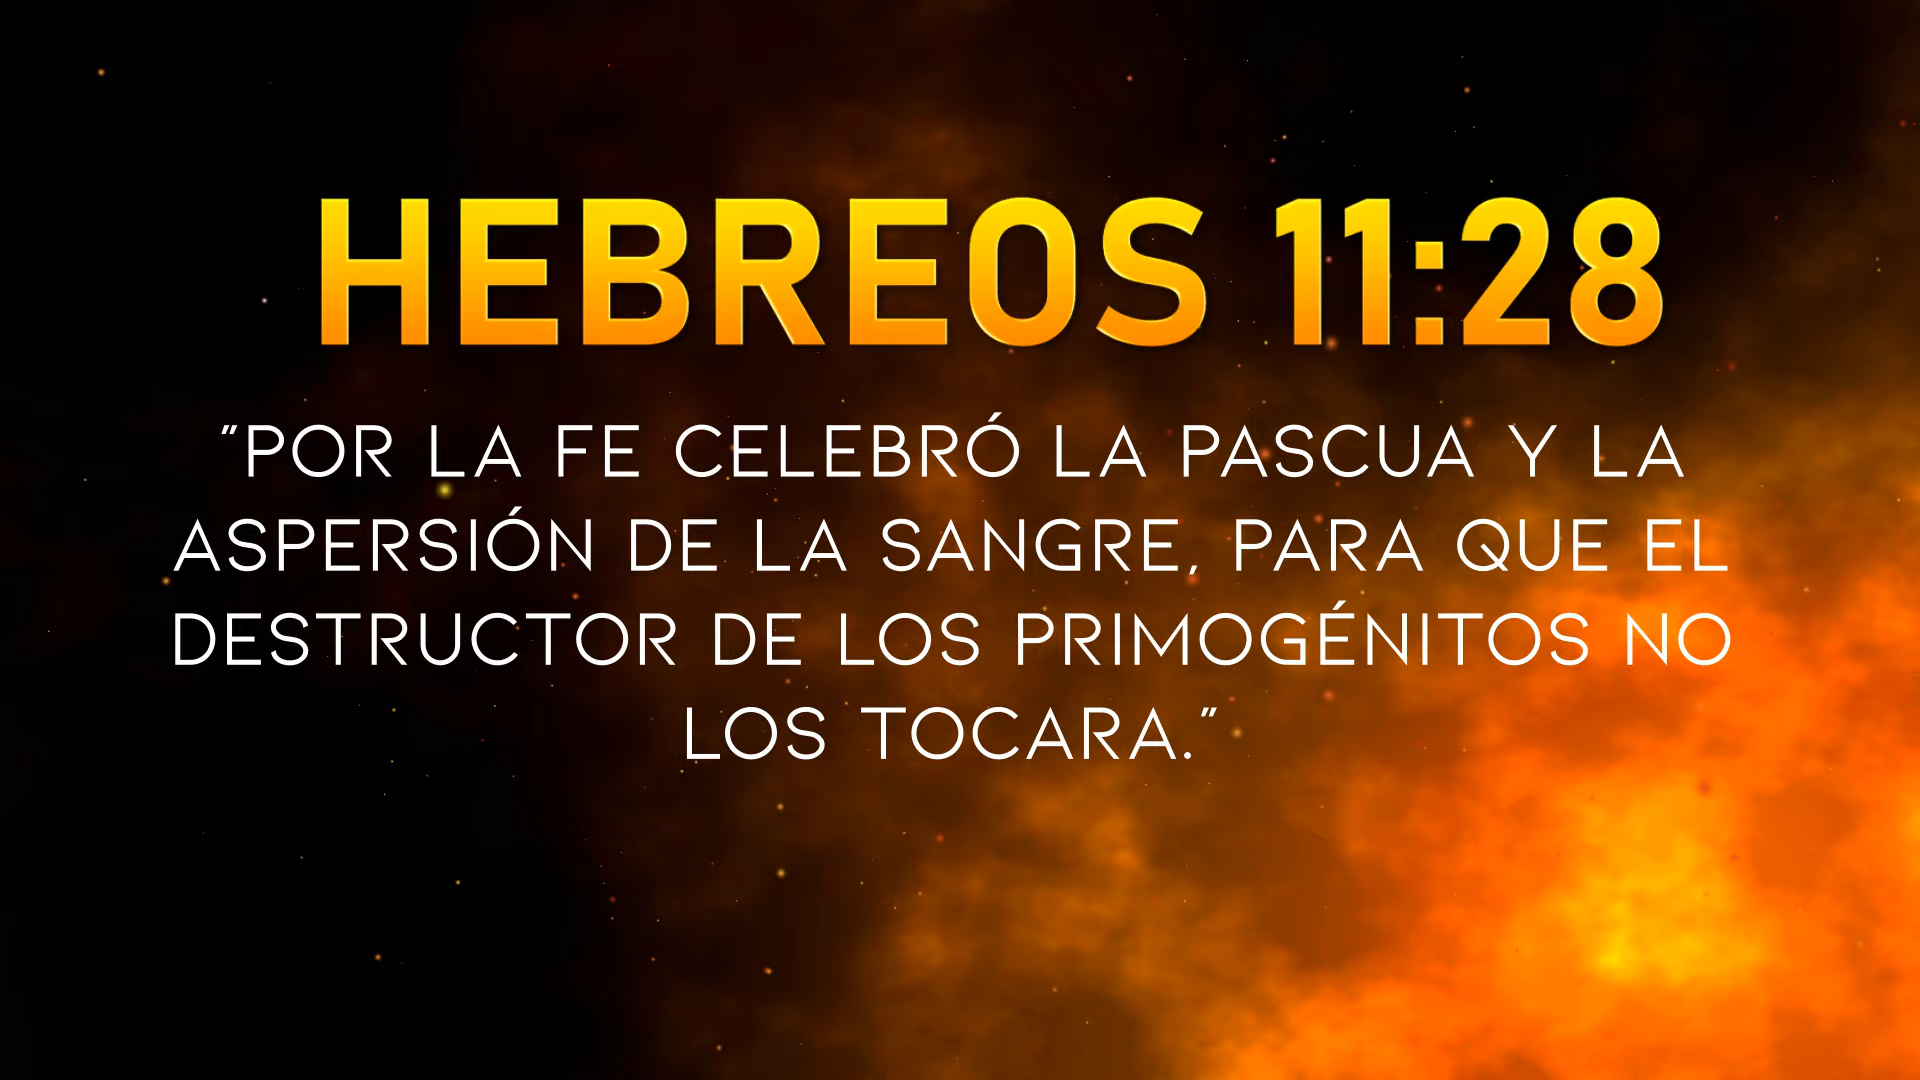 HEBREOS 11:28
"POR LA FE CELEBRÓ LA PASCUA Y LA
ASPERSIÓN DE LA SANGRE, PARA QUE EL
DESTRUCTOR DE LOS PRIMOGÉNITOS NO
LOS TOCARA."